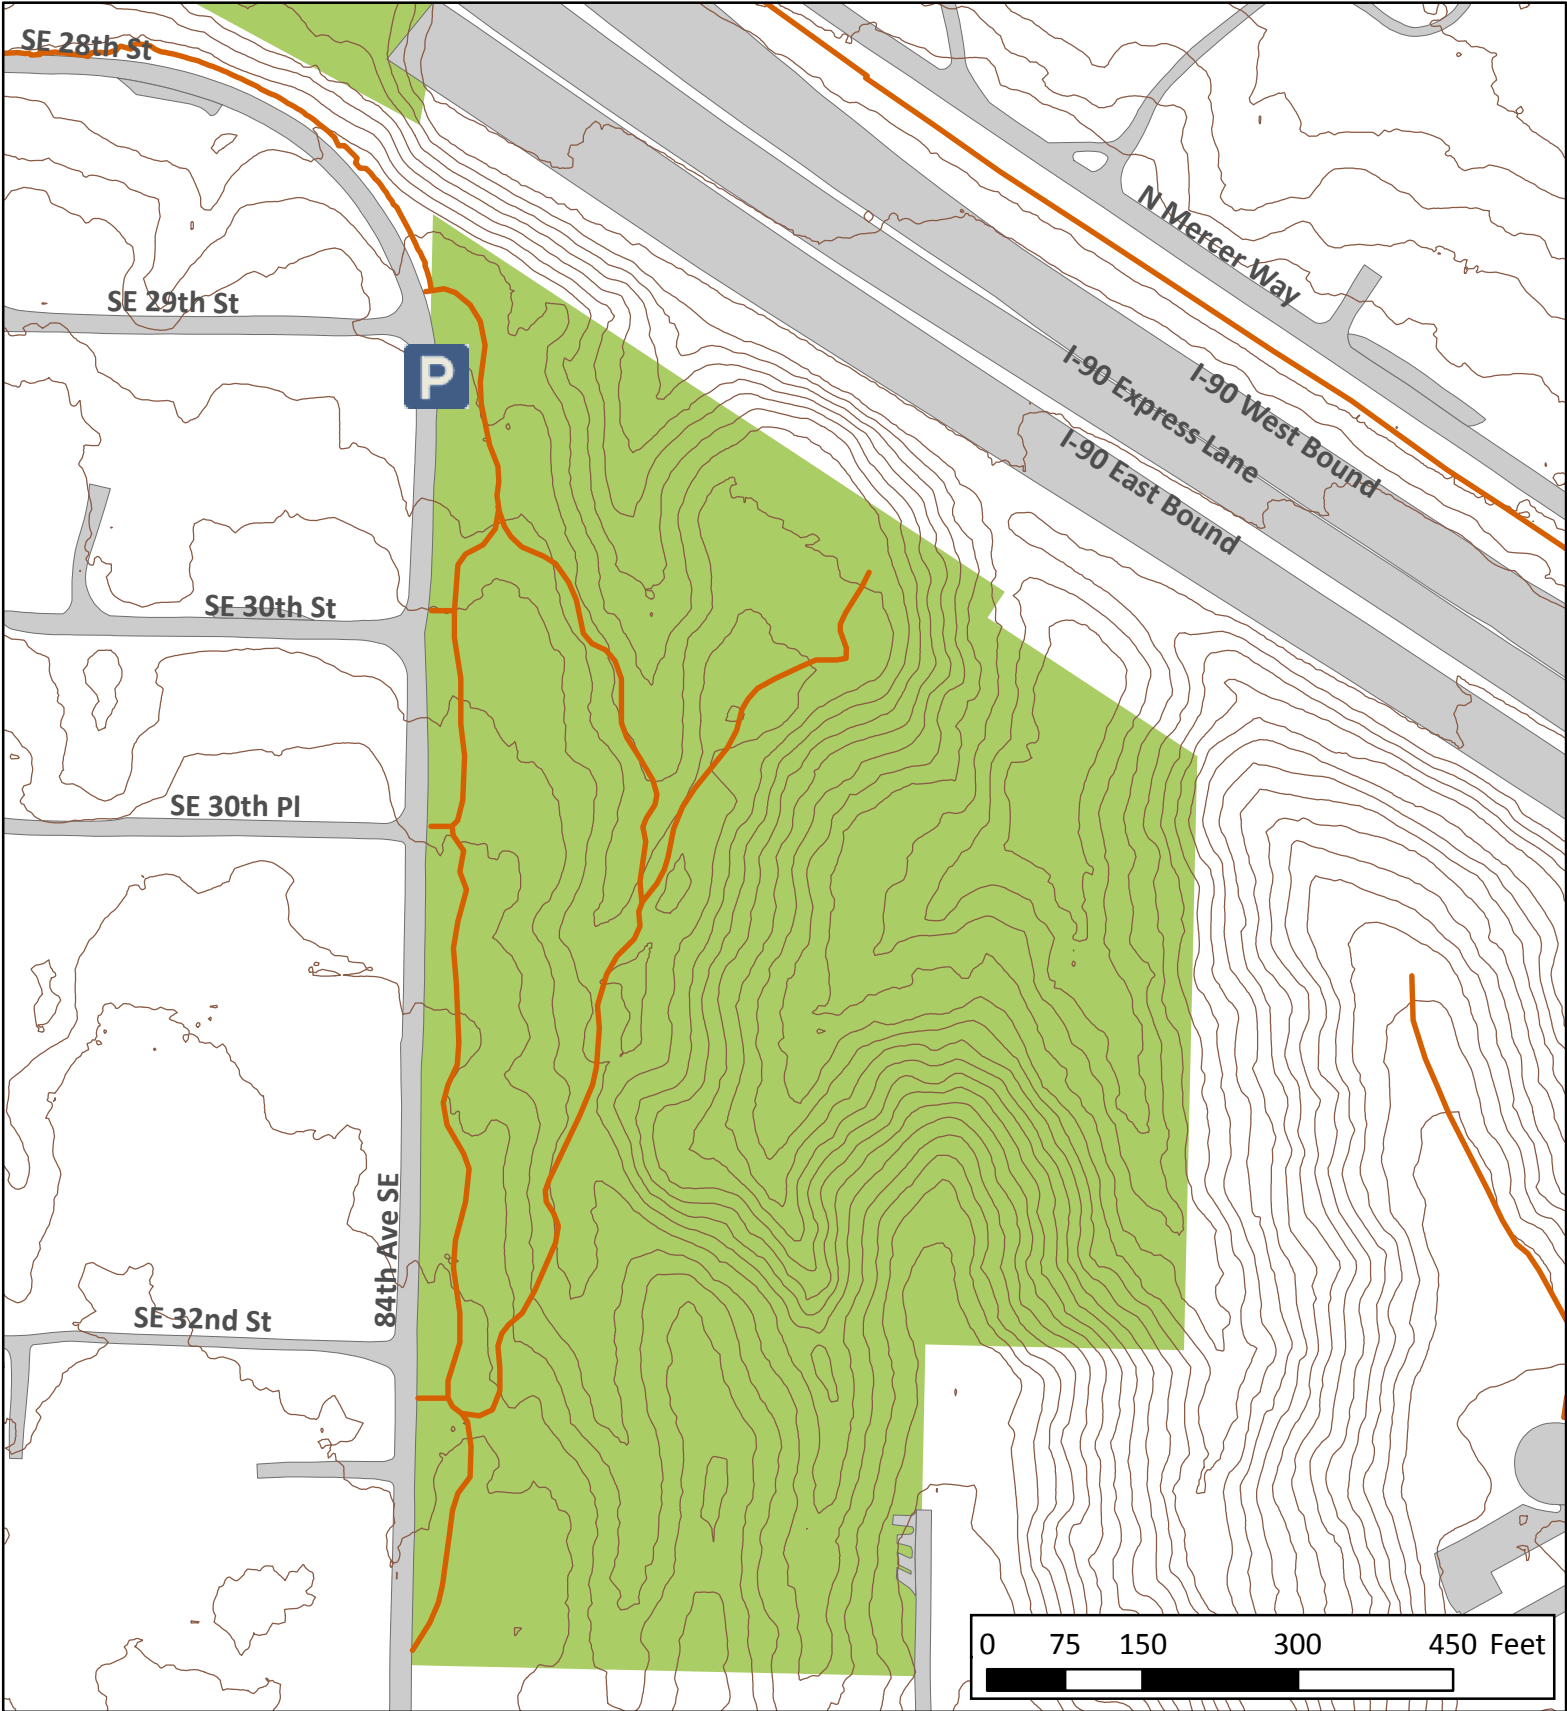 SE 28th St
N Mercer Way
SE 29th St
P
I-90 West Bound
I-90 Express Lane
I-90 East Bound
SE 30th St
SE 30th Pl
84th Ave SE
SE 32nd St
0 75 150 300 450 Feet